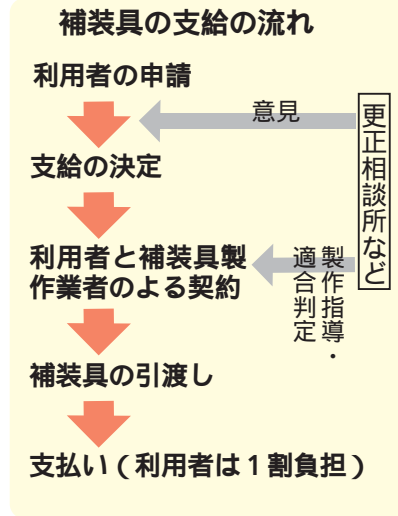 補装具の支給の流れ
利用者の申請
意見
更正相談所など
支給の決定
利用者と補装具製
作業者のよる契約
製作指導・
適合判定
補装具の引渡し
支払い（利用者は１割負担）